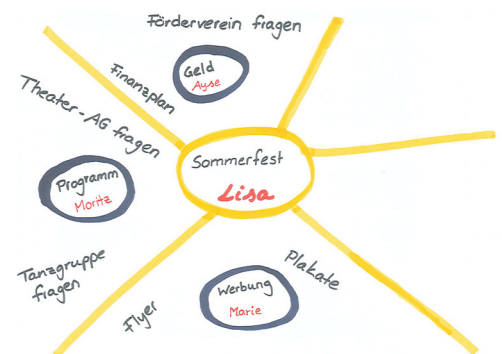 Förderverein fragen
Finanzplan
Geld
Ayse
Theater-AG fragen
Sommerfest
Lisa
Programm
Moritz
Tanzgruppe
fragen
Flyer
Werbung
Marie
Plakate